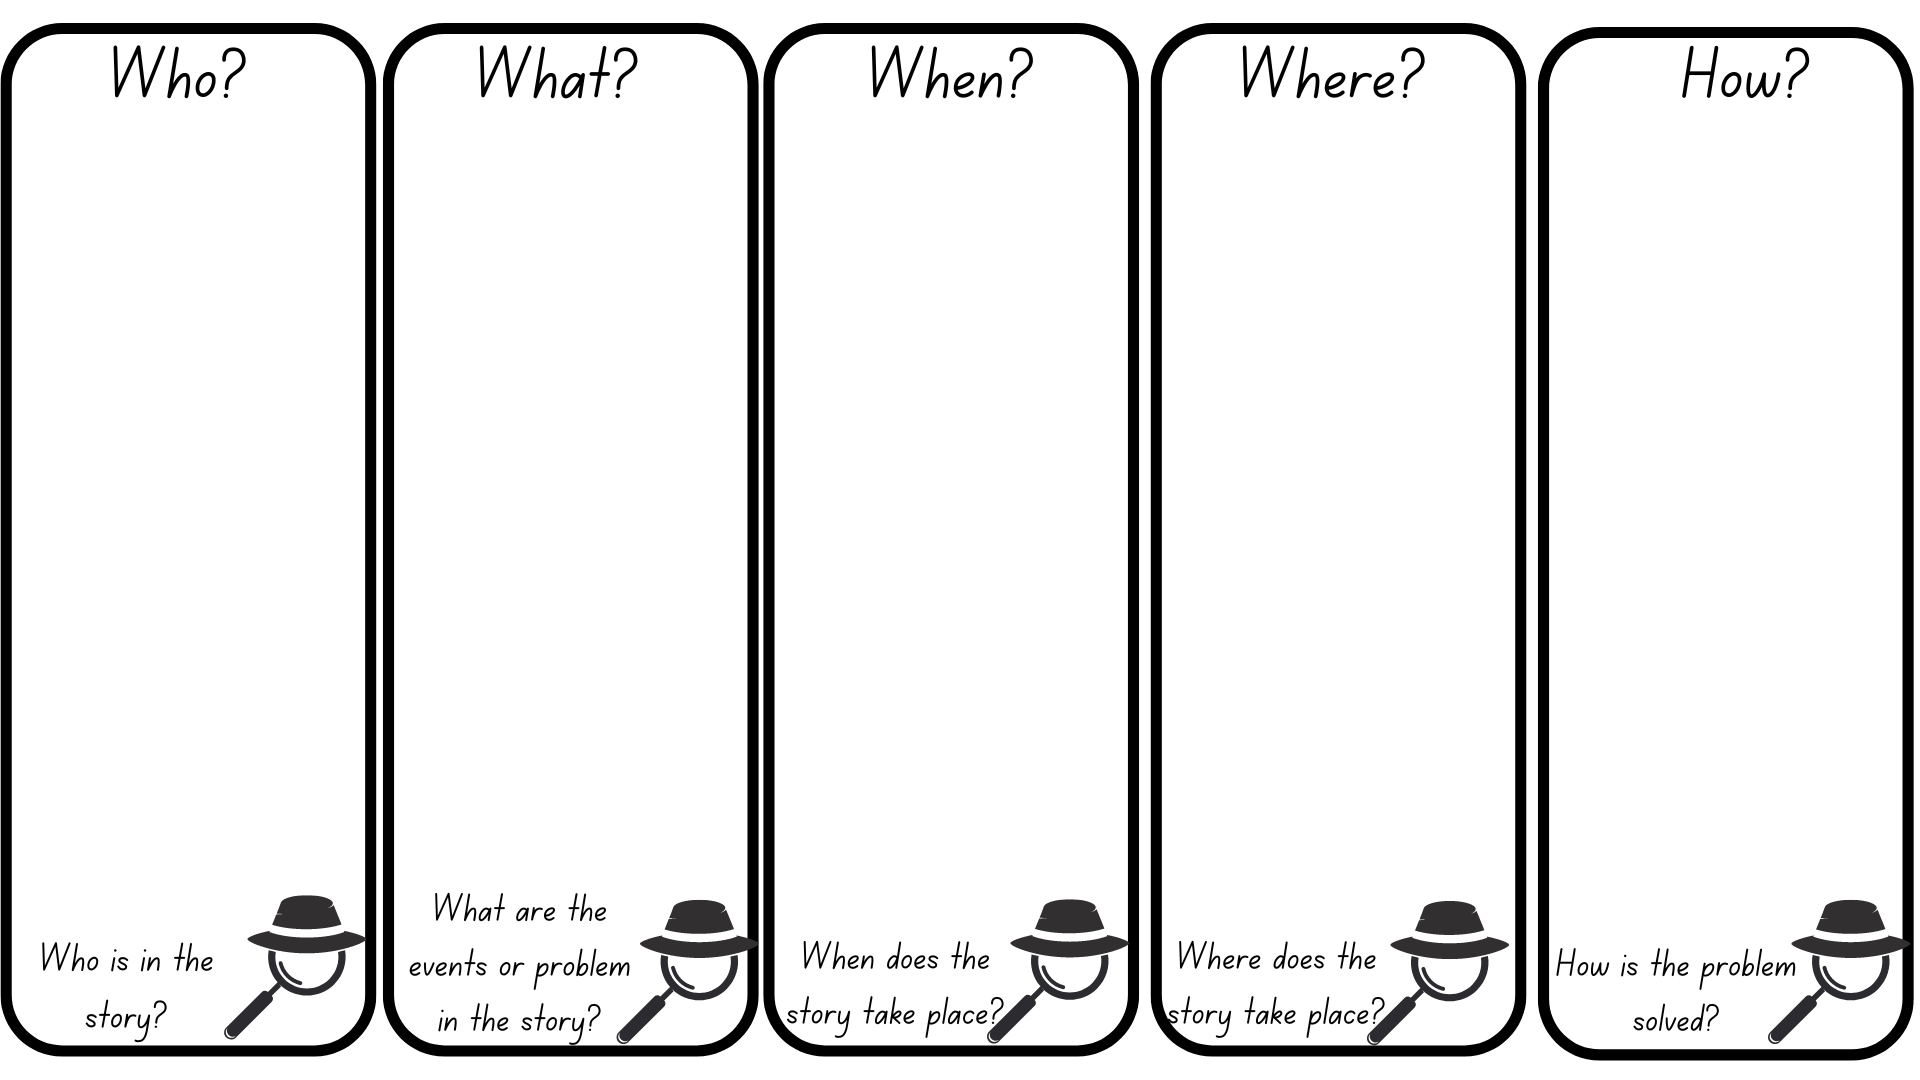 Who?
Who is in the
story?
What?
What are the
events or problem
in the story?
When?
When does the
story take place?
Where?
Where does the
story take place?
How?
How is the problem
solved?